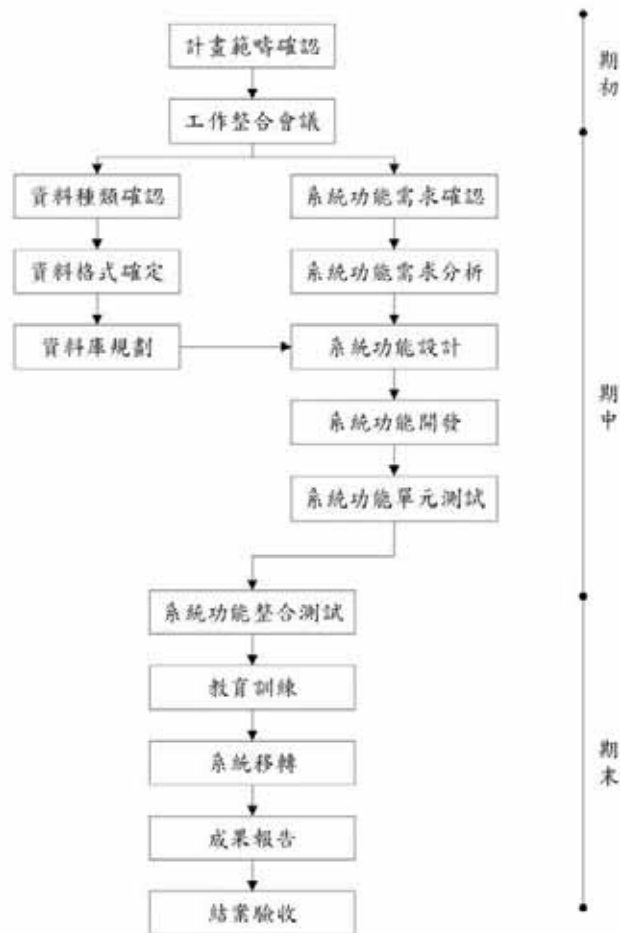 計畫範疇確認
工作整合會議
資料種類確認
系統功能需求確認
資料格式確定
系統功能需求分析
資料庫規劃
系統功能設計
系統功能開發
系統功能單元測試
系統功能整合測試
教育訓練
系統移轉
成果報告
結案驗收
期初
期中
期末